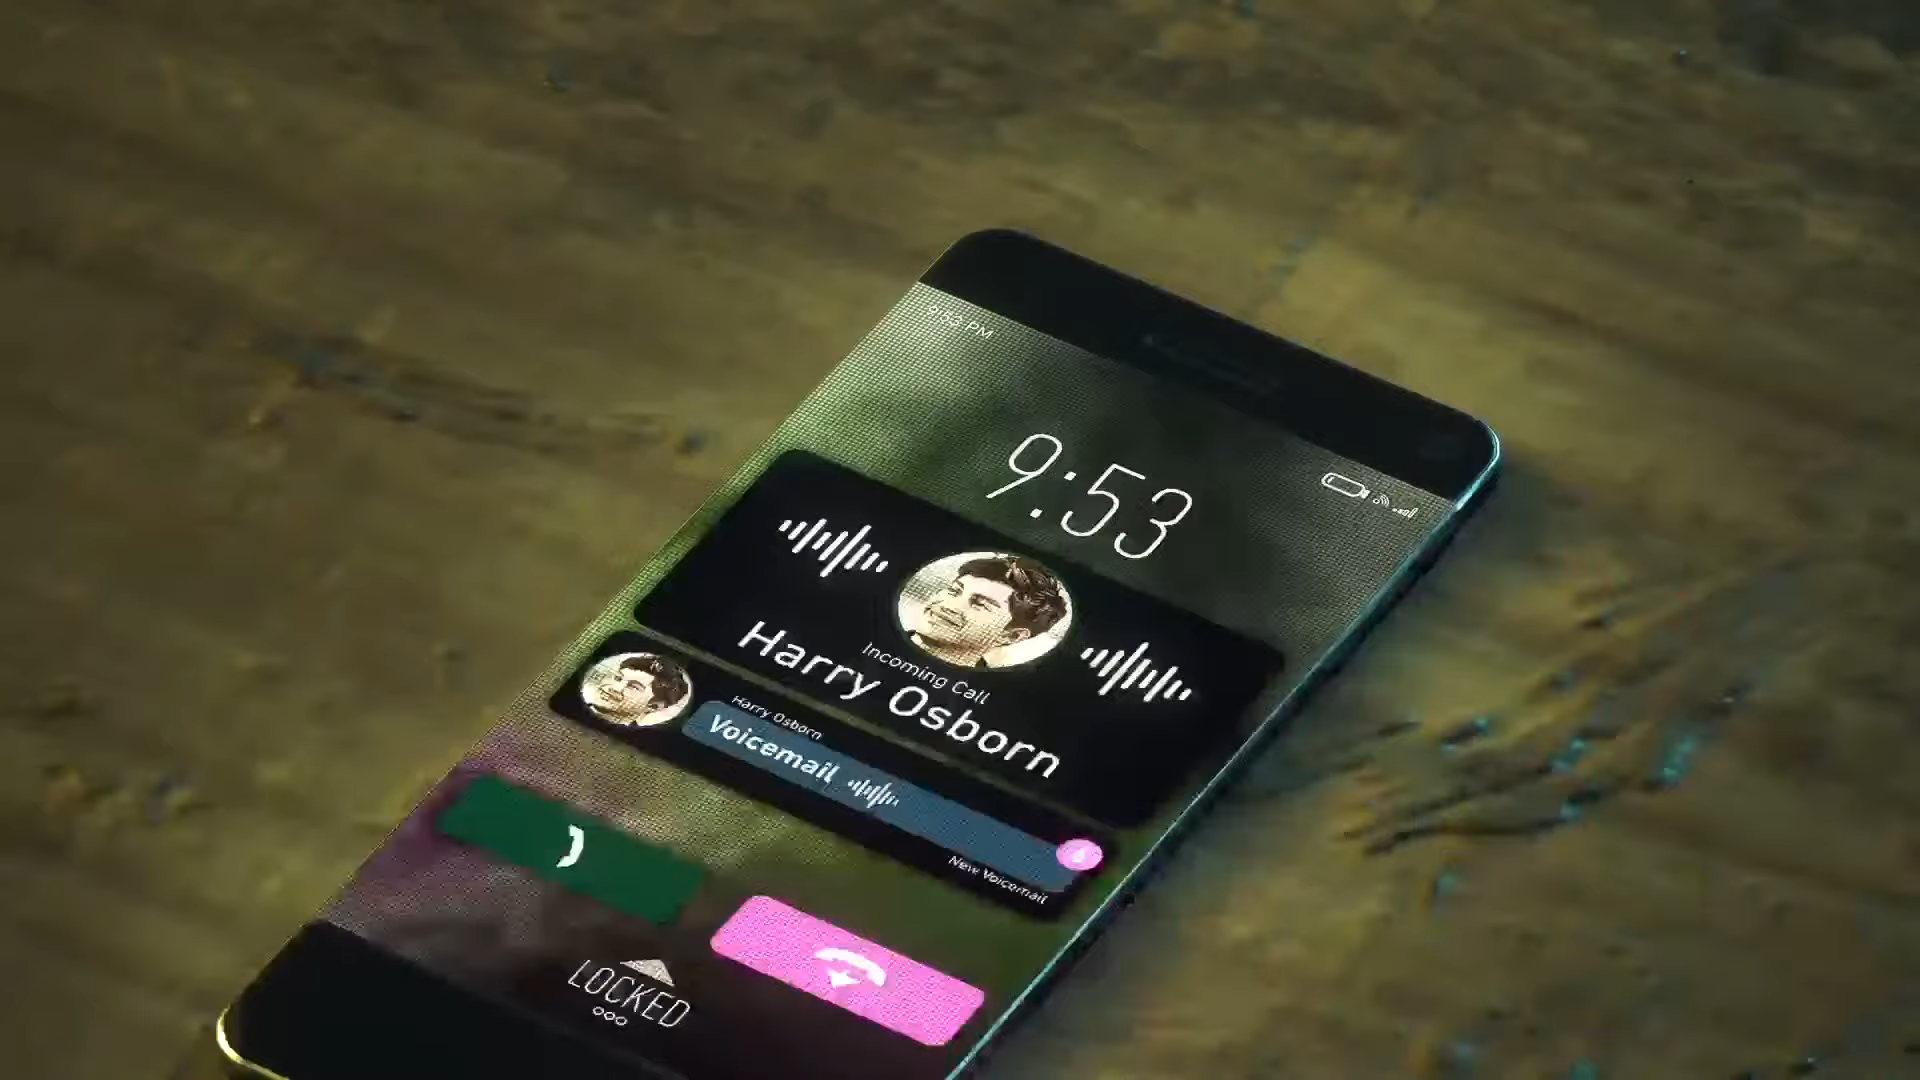 9:53 PM
9:53
Incoming Call
Harry Osborn
Harry Osborn
Voicemail
New Voicemail
LOCKED